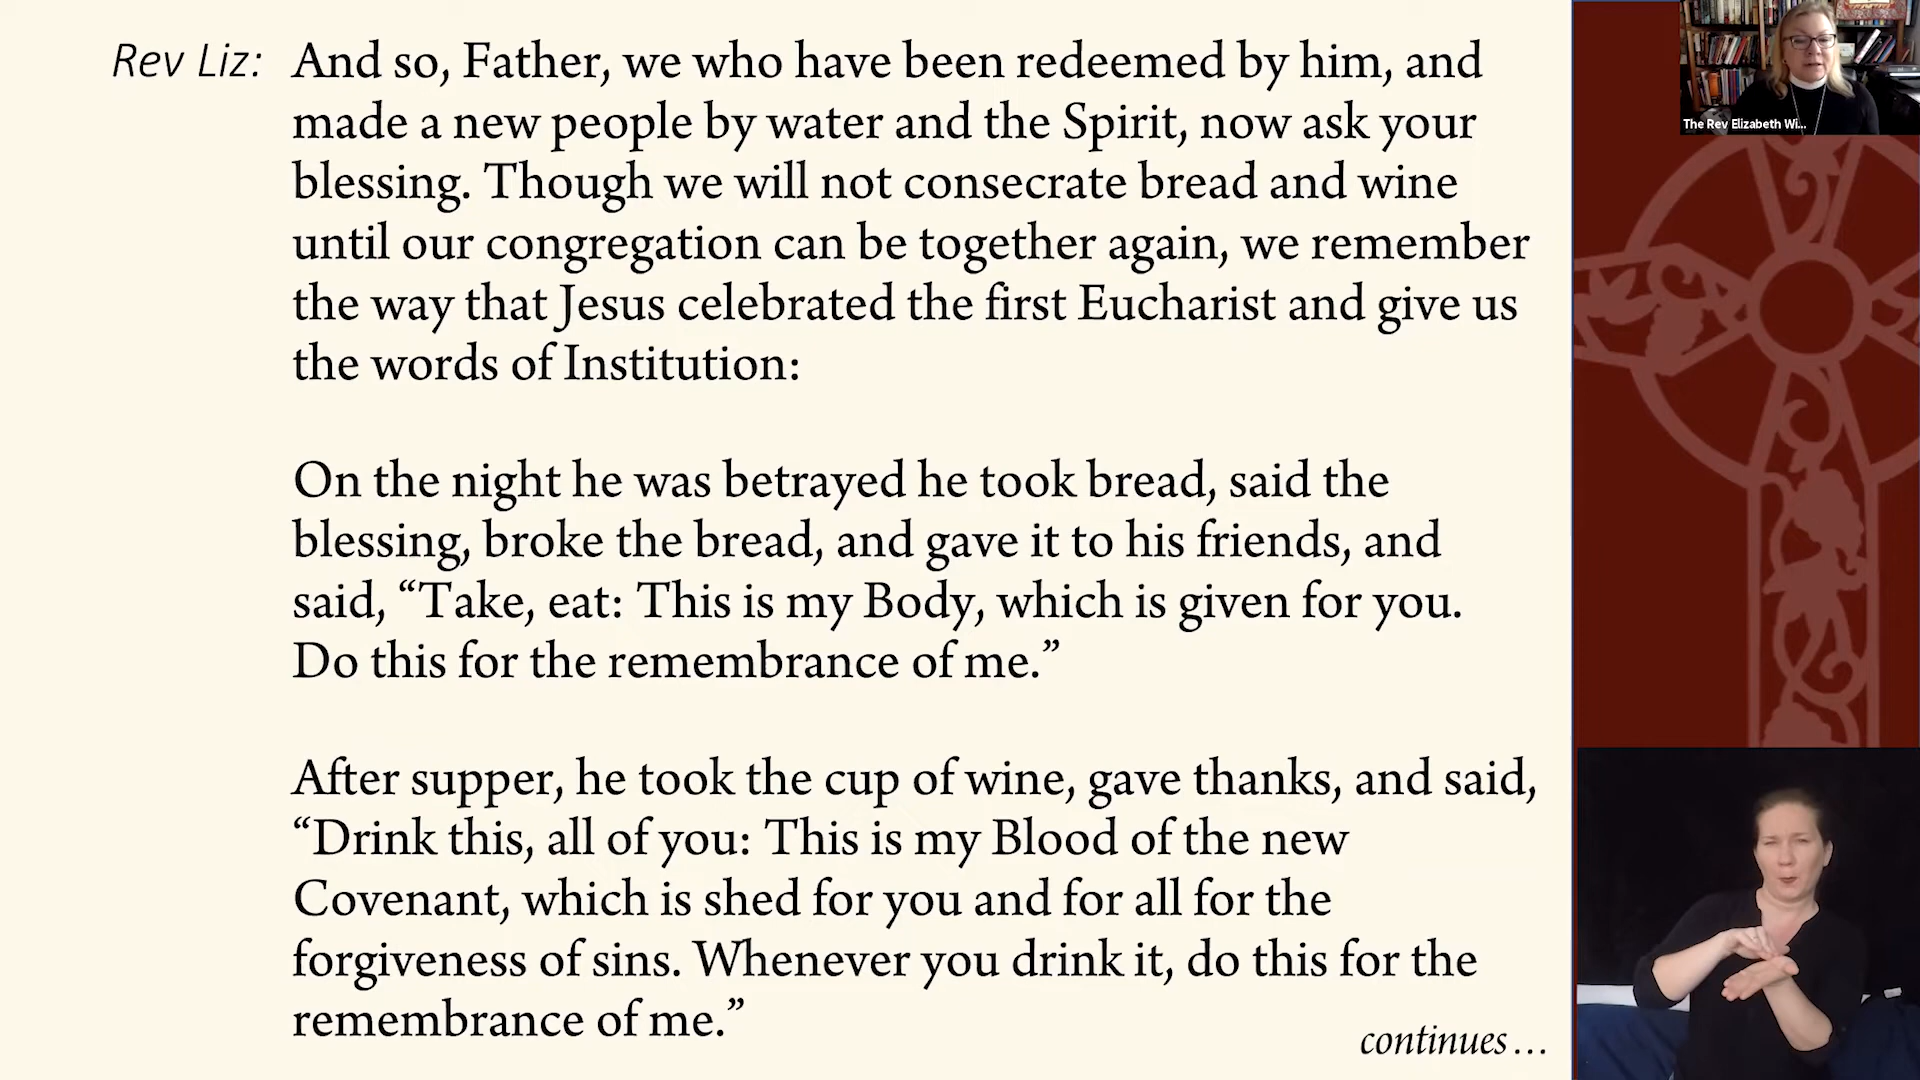 Rev Liz: And so, Father, we who have been redeemed by him, and
made a new people by water and the Spirit, now ask your
blessing. Though we will not consecrate bread and wine
until our congregation can be together again, we remember
the way that Jesus celebrated the first Eucharist and give us
the words of Institution:
On the night he was betrayed he took bread, said the
blessing, broke the bread, and gave it to his friends, and
said, “Take, eat: This is my Body, which is given for you.
Do this for the remembrance of me.”
After supper, he took the cup of wine, gave thanks, and said,
“Drink this, all of you: This is my Blood of the new
Covenant, which is shed for you and for all for the
forgiveness of sins. Whenever you drink it, do this for the
remembrance of me.”
continues…
The Rev Elizabeth Wi...